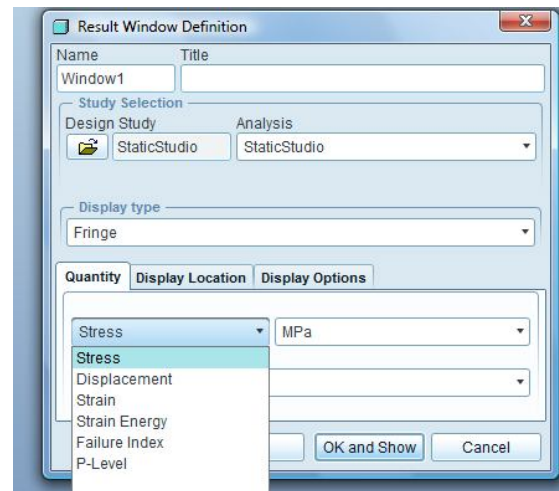 Result Window Definition
Name Title
Window1
Study Selection
Design Study Analysis
StaticStudio StaticStudio
Display type
Fringe
Quantity Display Location Display Options
Stress MPa
Stress
Displacement
Strain
Strain Energy
Failure Index
P-Level
OK and Show Cancel